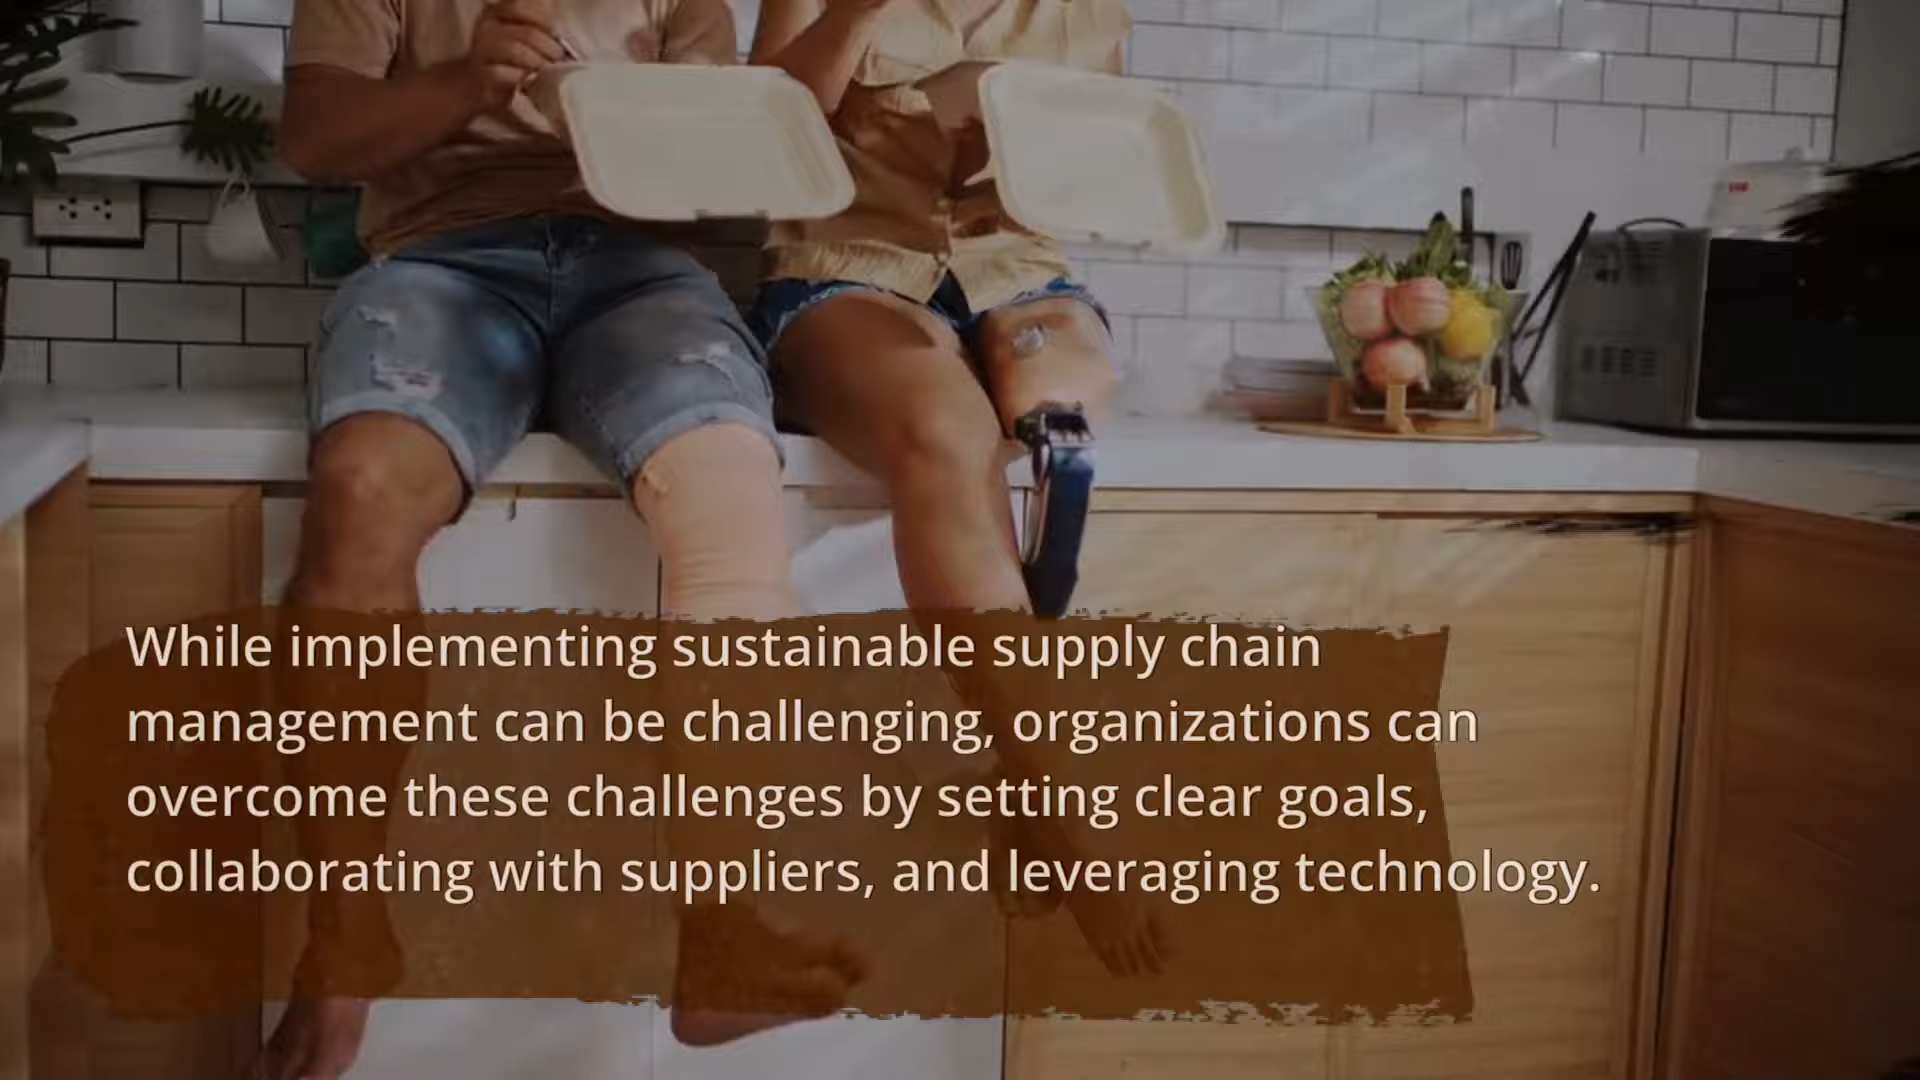 While implementing sustainable supply chain
management can be challenging, organizations can
overcome these challenges by setting clear goals,
collaborating with suppliers, and leveraging technology.